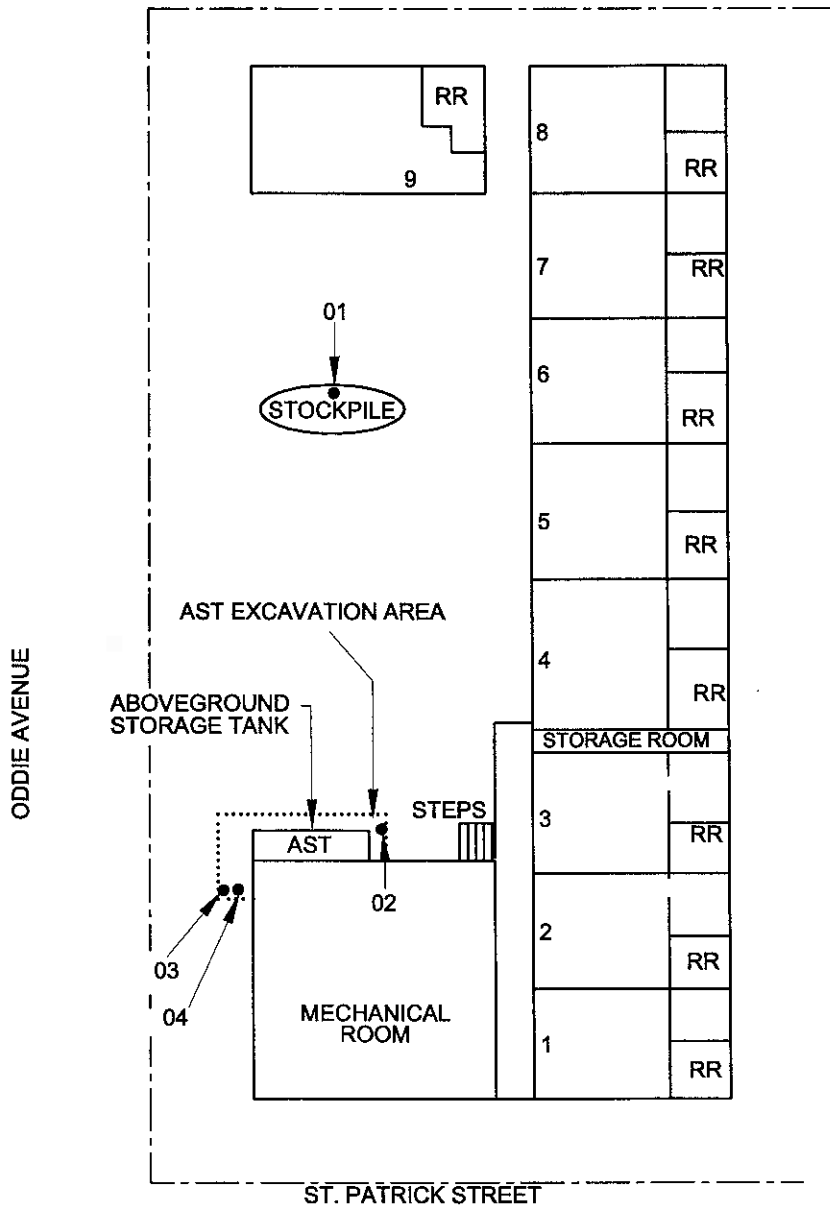 RR
8
RR
9
7
RR
01
6
STOCKPILE
RR
5
RR
AST EXCAVATION AREA
4
ABOVEGROUND
STORAGE TANK
RR
STORAGE ROOM
ODDIE AVENUE
STEPS
3
RR
AST
02
2
03
RR
04
MECHANICAL
ROOM
1
RR
ST. PATRICK STREET